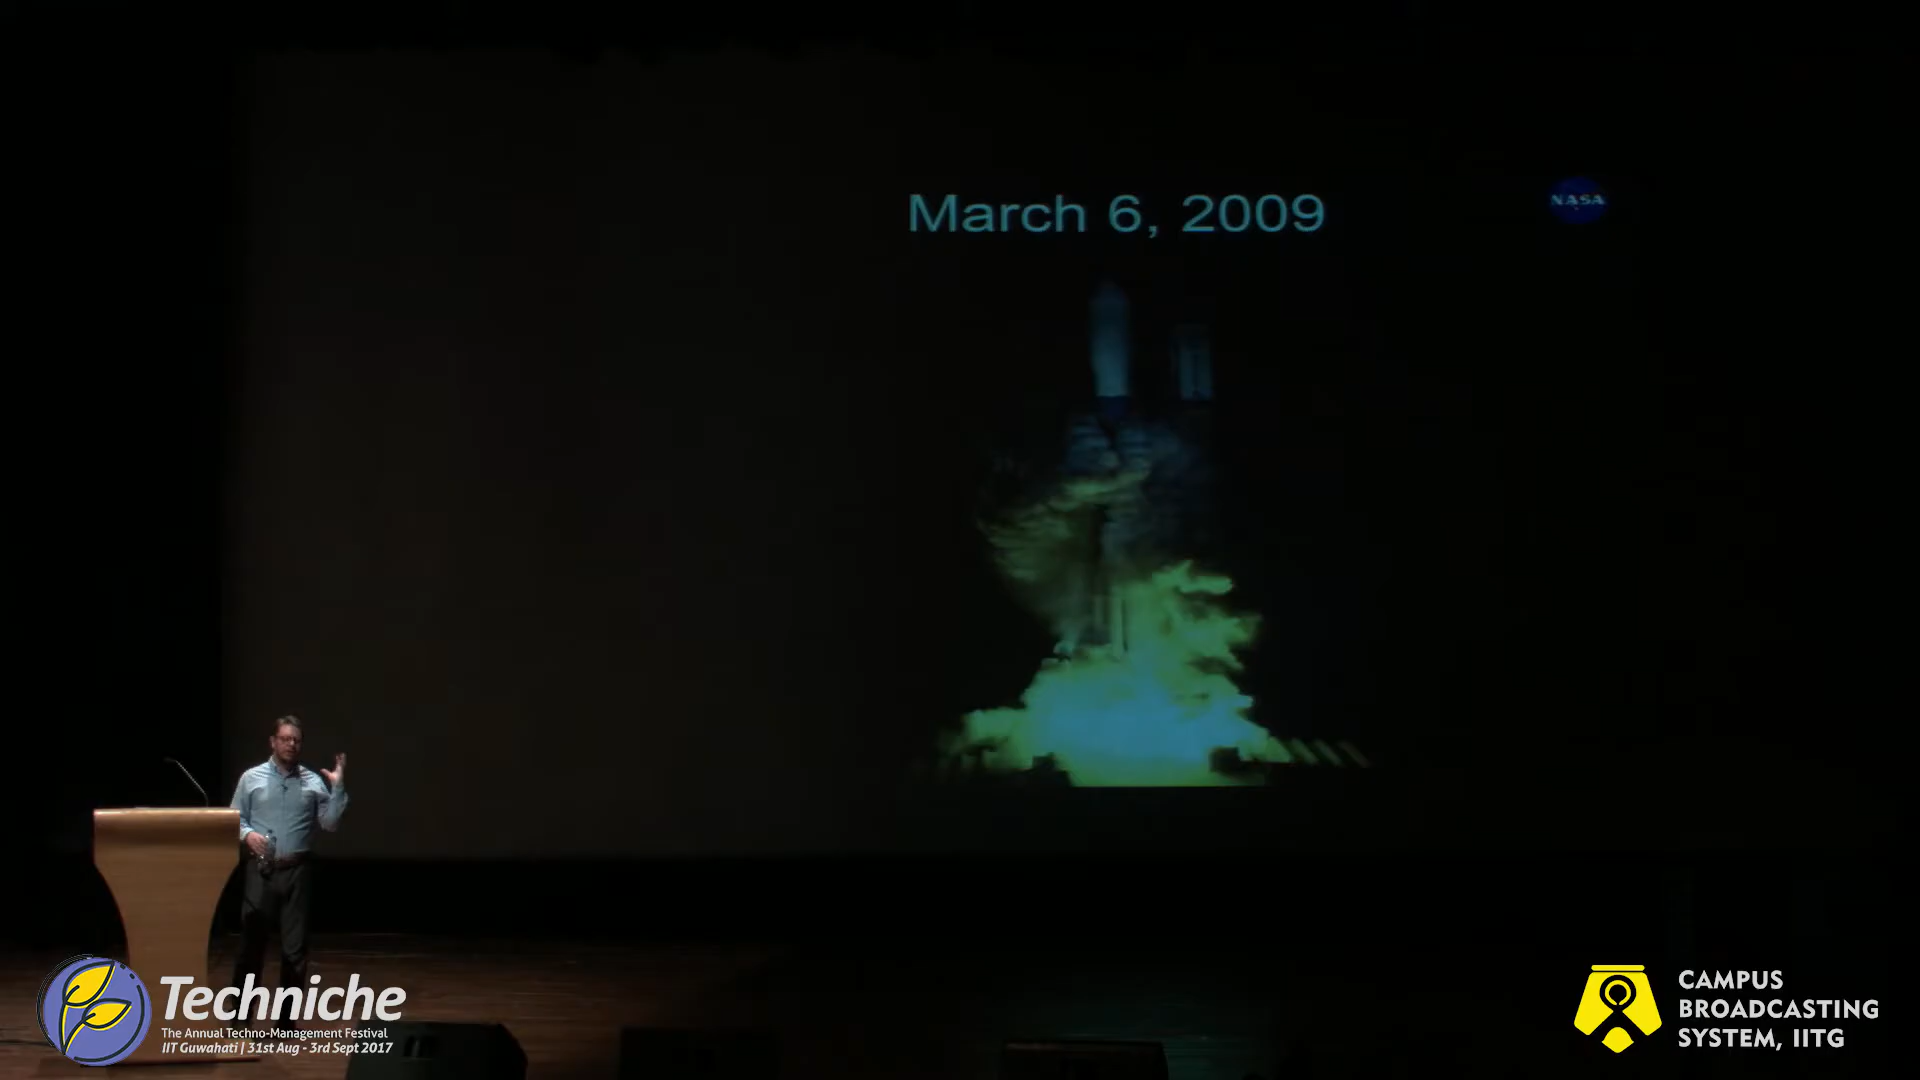 March 6, 2009
NASA
Techniche
The Annual Techno-Management Festival
IIT Guwahati | 31st Aug - 3rd Sept 2017
CAMPUS
BROADCASTING
SYSTEM, IITG